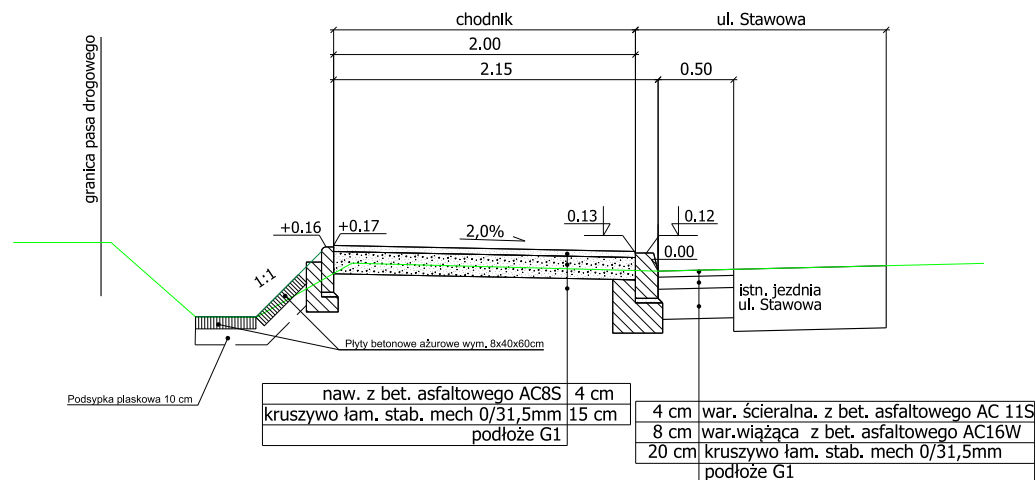 chodnik
ul. Stawowa
2.00
2.15
0.50
granica pasa drogowego
+0.16
+0.17
2,0%
0.13
0.12
0.00
1:1
istn. jezdnia
ul. Stawowa
Płyty betonowe ażurowe wym. 8x40x60cm
Podsypka piaskowa 10 cm
naw. z bet. asfaltowego AC8S 4 cm
kruszywo łam. stab. mech 0/31,5mm 15 cm
podłoże G1
4 cm war. ścieralna. z bet. asfaltowego AC 11S
8 cm war.wiążąca z bet. asfaltowego AC16W
20 cm kruszywo łam. stab. mech 0/31,5mm
podłoże G1